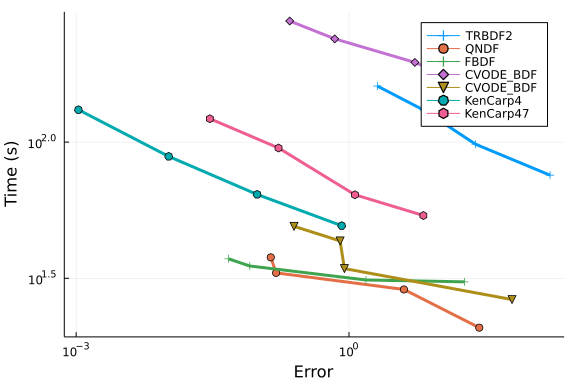 TRBDF2
QNDF
FBDF
CVODE_BDF
CVODE_BDF
KenCarp4
KenCarp47
Time (s)
10^2.0
10^1.5
10^-3
10^0
Error